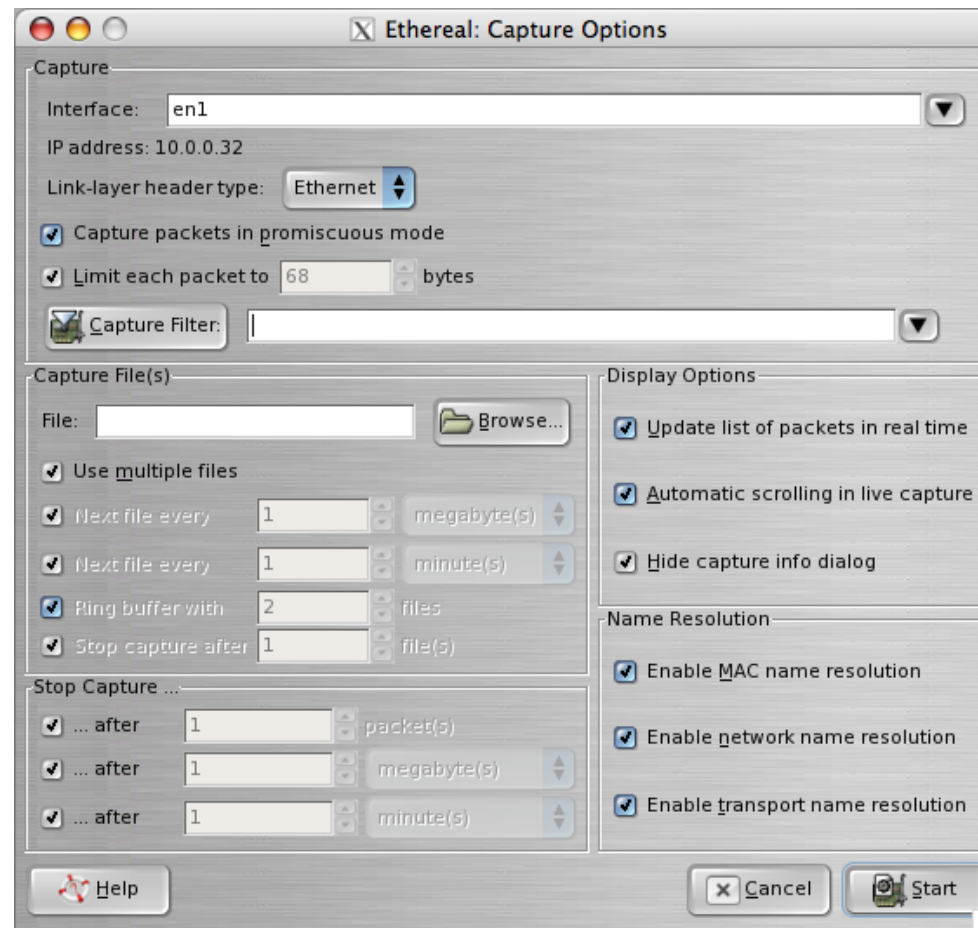 Ethereal: Capture Options
Capture
Interface: en1
IP address: 10.0.0.32
Link-layer header type: Ethernet
Capture packets in promiscuous mode
Limit each packet to 68 bytes
Capture Filter:
Capture File(s)
File: Browse...
Use multiple files
Next file every 1 megabyte(s)
Next file every 1 minute(s)
Ring buffer with 2 files
Stop capture after 1 file(s)
Stop Capture ...
... after 1 packet(s)
... after 1 megabyte(s)
... after 1 minute(s)
Display Options
Update list of packets in real time
Automatic scrolling in live capture
Hide capture info dialog
Name Resolution
Enable MAC name resolution
Enable network name resolution
Enable transport name resolution
Help
Cancel
Start